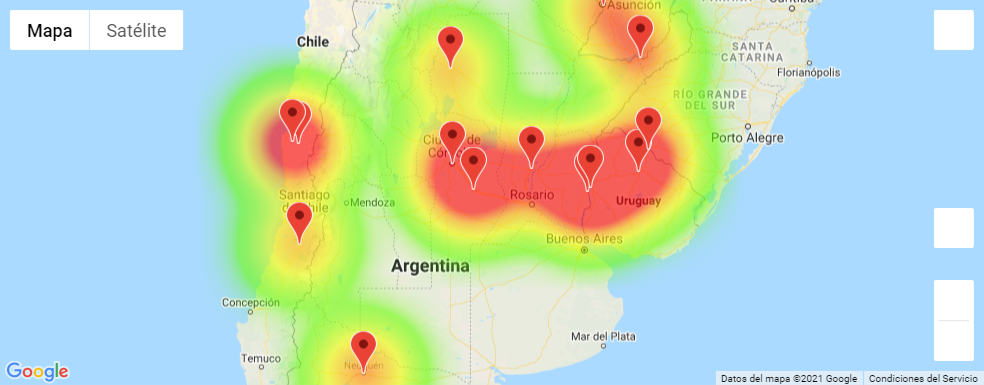 Mapa
Satélite
Asunción
Chile
SANTA
CATARINA
Curitiba
Florianópolis
RÍO GRANDE
DEL SUR
Porto Alegre
Ciudad de
Córdoba
Santiago
de Chile
Mendoza
Rosario
Uruguay
Buenos Aires
Argentina
Concepción
Mar del Plata
Temuco
Neuquén
Google
Datos del mapa ©2021 Google
Condiciones del Servicio